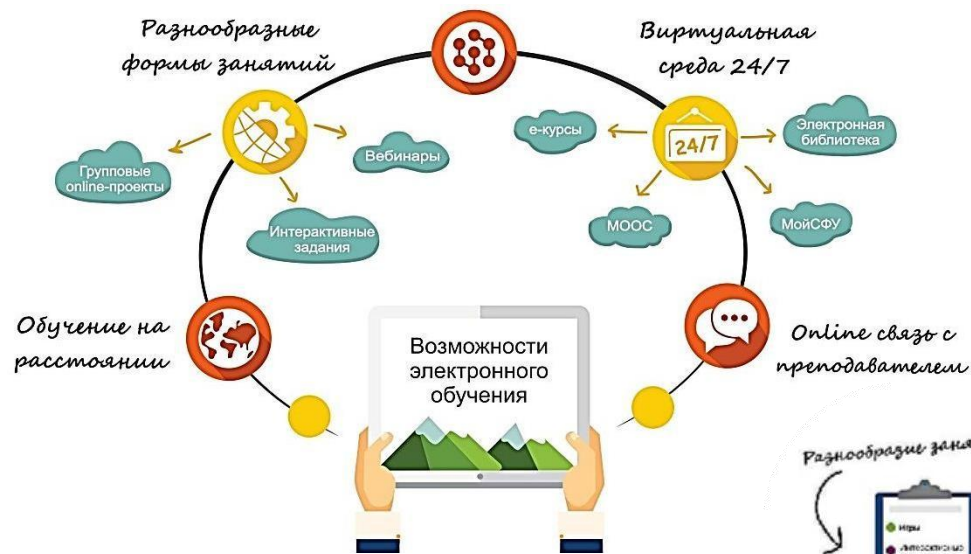 Разнообразные
формы занятий
Виртуальная
среда 24/7
Групповые
online-проекты
Вебинары
Интерактивные
задания
е-курсы
24/7
Электронная
библиотека
МООС
МойСФУ
Обучение на
расстоянии
Возможности
электронного
обучения
Online связь с
преподавателем
Разнообразие
Игры
Интерактивные